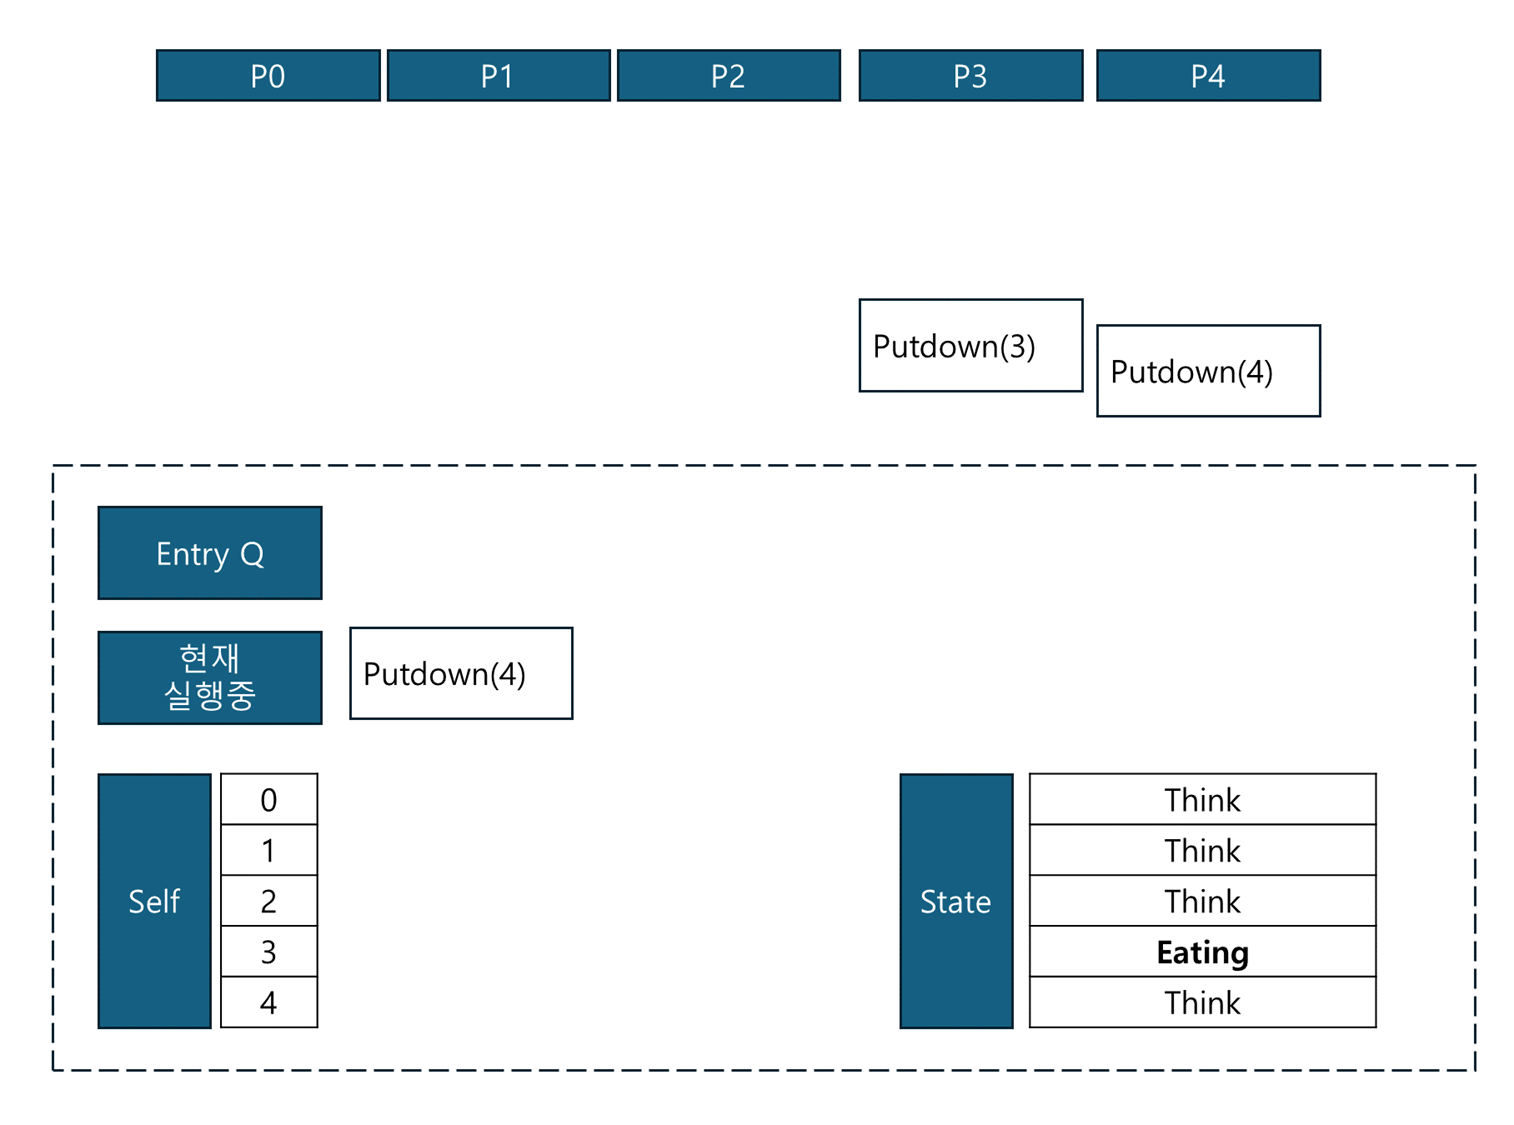 P0
P1
P2
P3
P4
Putdown(3)
Putdown(4)
Entry Q
현재
실행중
Putdown(4)
Self
0
1
2
3
4
State
Think
Think
Think
Eating
Think